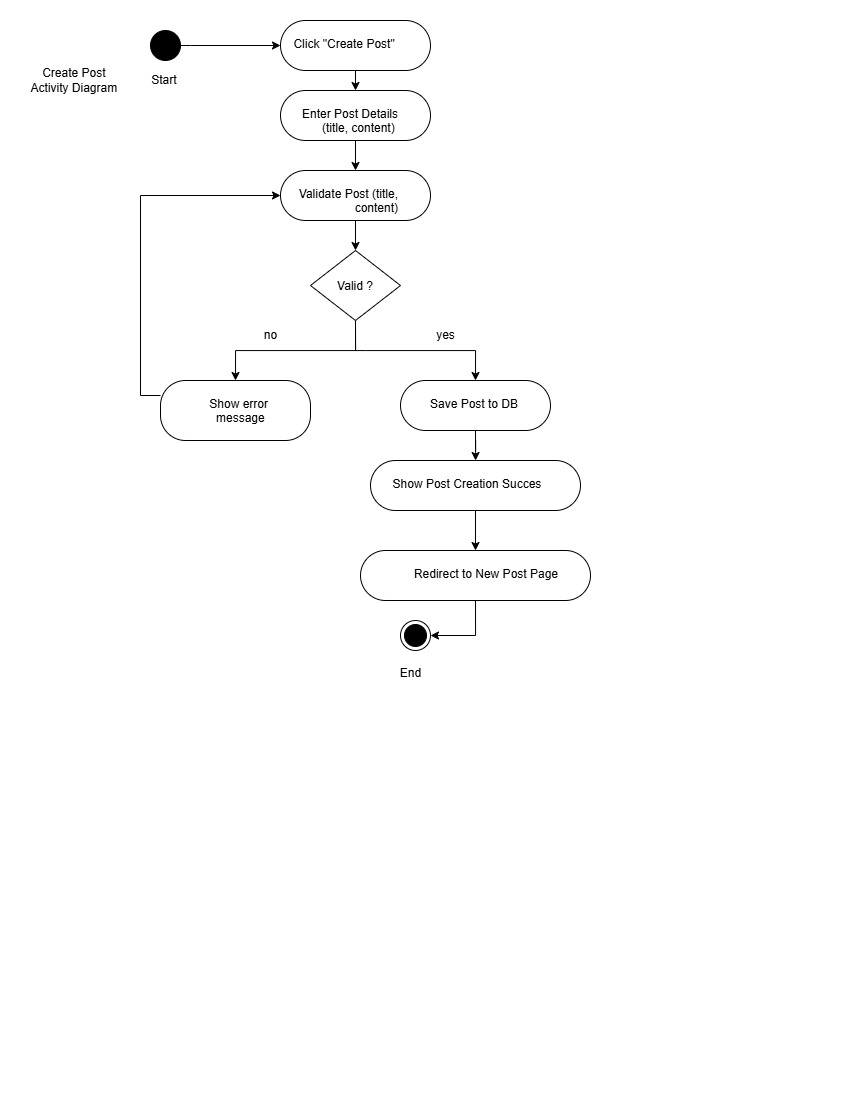 Click "Create Post"
Create Post
Activity Diagram
Start
Enter Post Details
(title, content)
Validate Post (title,
content)
Valid ?
no
yes
Show error
message
Save Post to DB
Show Post Creation Succes
Redirect to New Post Page
End